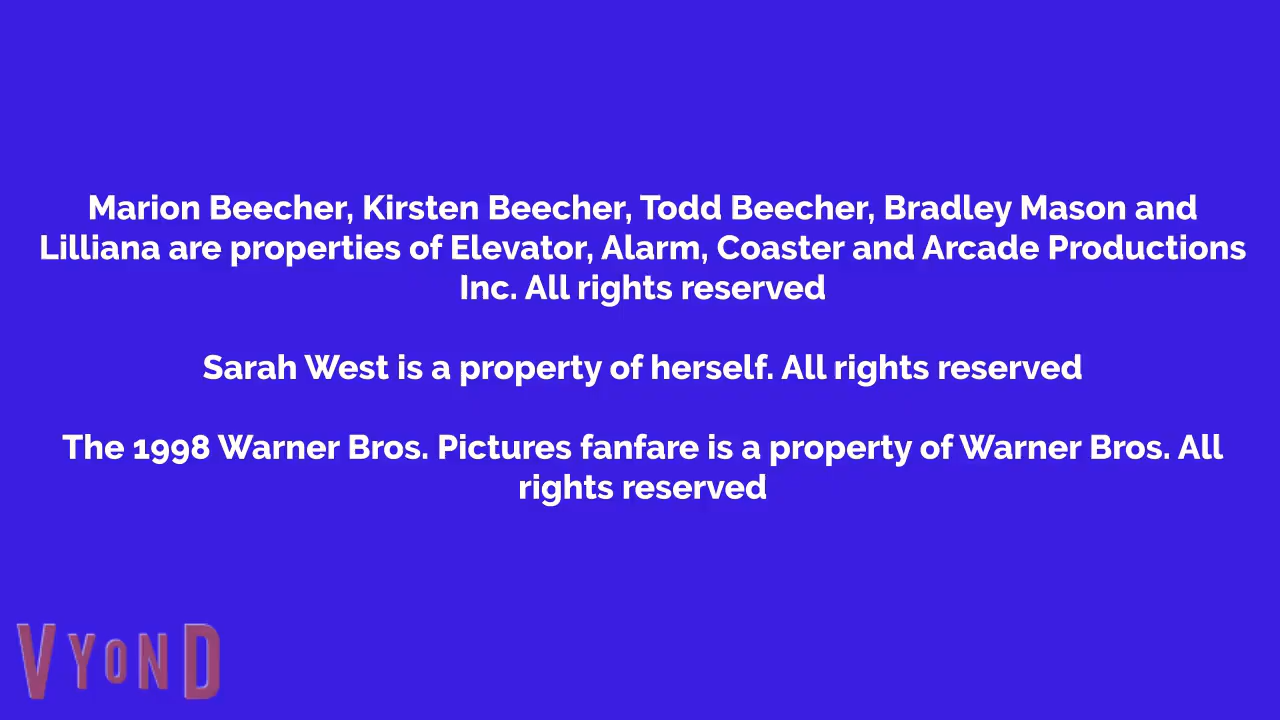 Marion Beecher, Kirsten Beecher, Todd Beecher, Bradley Mason and
Lilliana are properties of Elevator, Alarm, Coaster and Arcade Productions
Inc. All rights reserved
Sarah West is a property of herself. All rights reserved
The 1998 Warner Bros. Pictures fanfare is a property of Warner Bros. All
rights reserved
VYOND